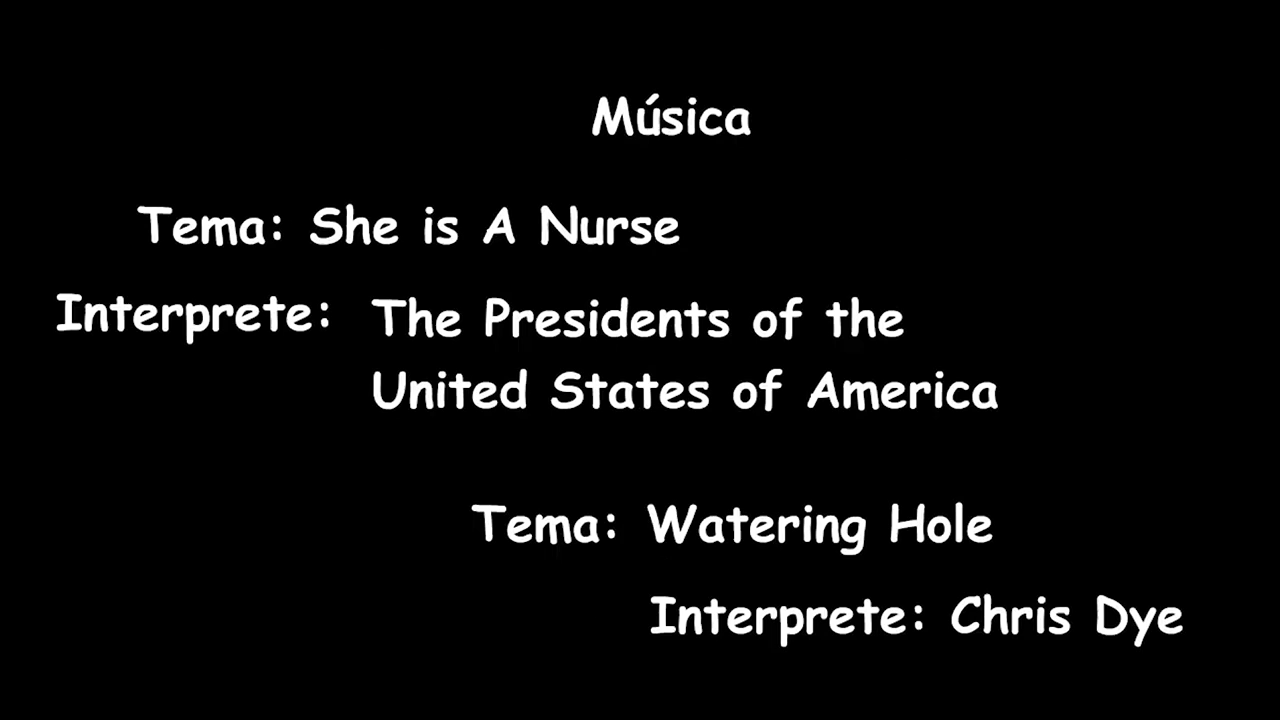 Música
Tema: She is A Nurse
Interprete: The Presidents of the
United States of America
Tema: Watering Hole
Interprete: Chris Dye